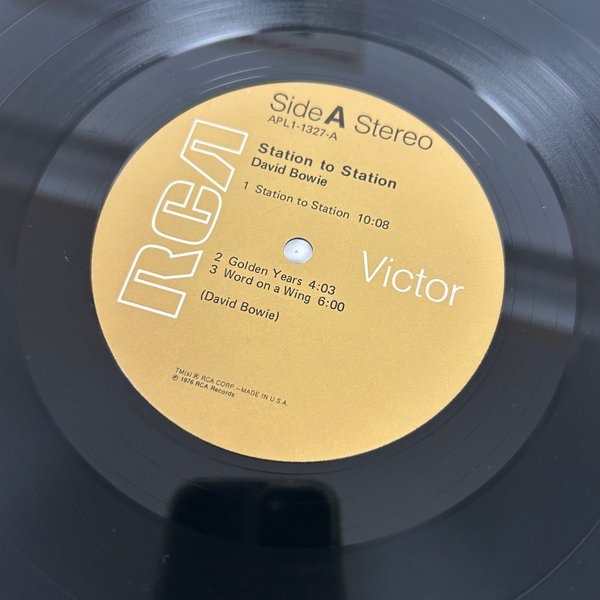 Side A Stereo
APL1-1327-A
Station to Station
David Bowie
1 Station to Station 10:08
2 Golden Years 4:03
3 Word on a Wing 6:00
(David Bowie)
RCA
Victor
TM(s) ® RCA CORP.–MADE IN U.S.A.
℗ 1976 RCA Records